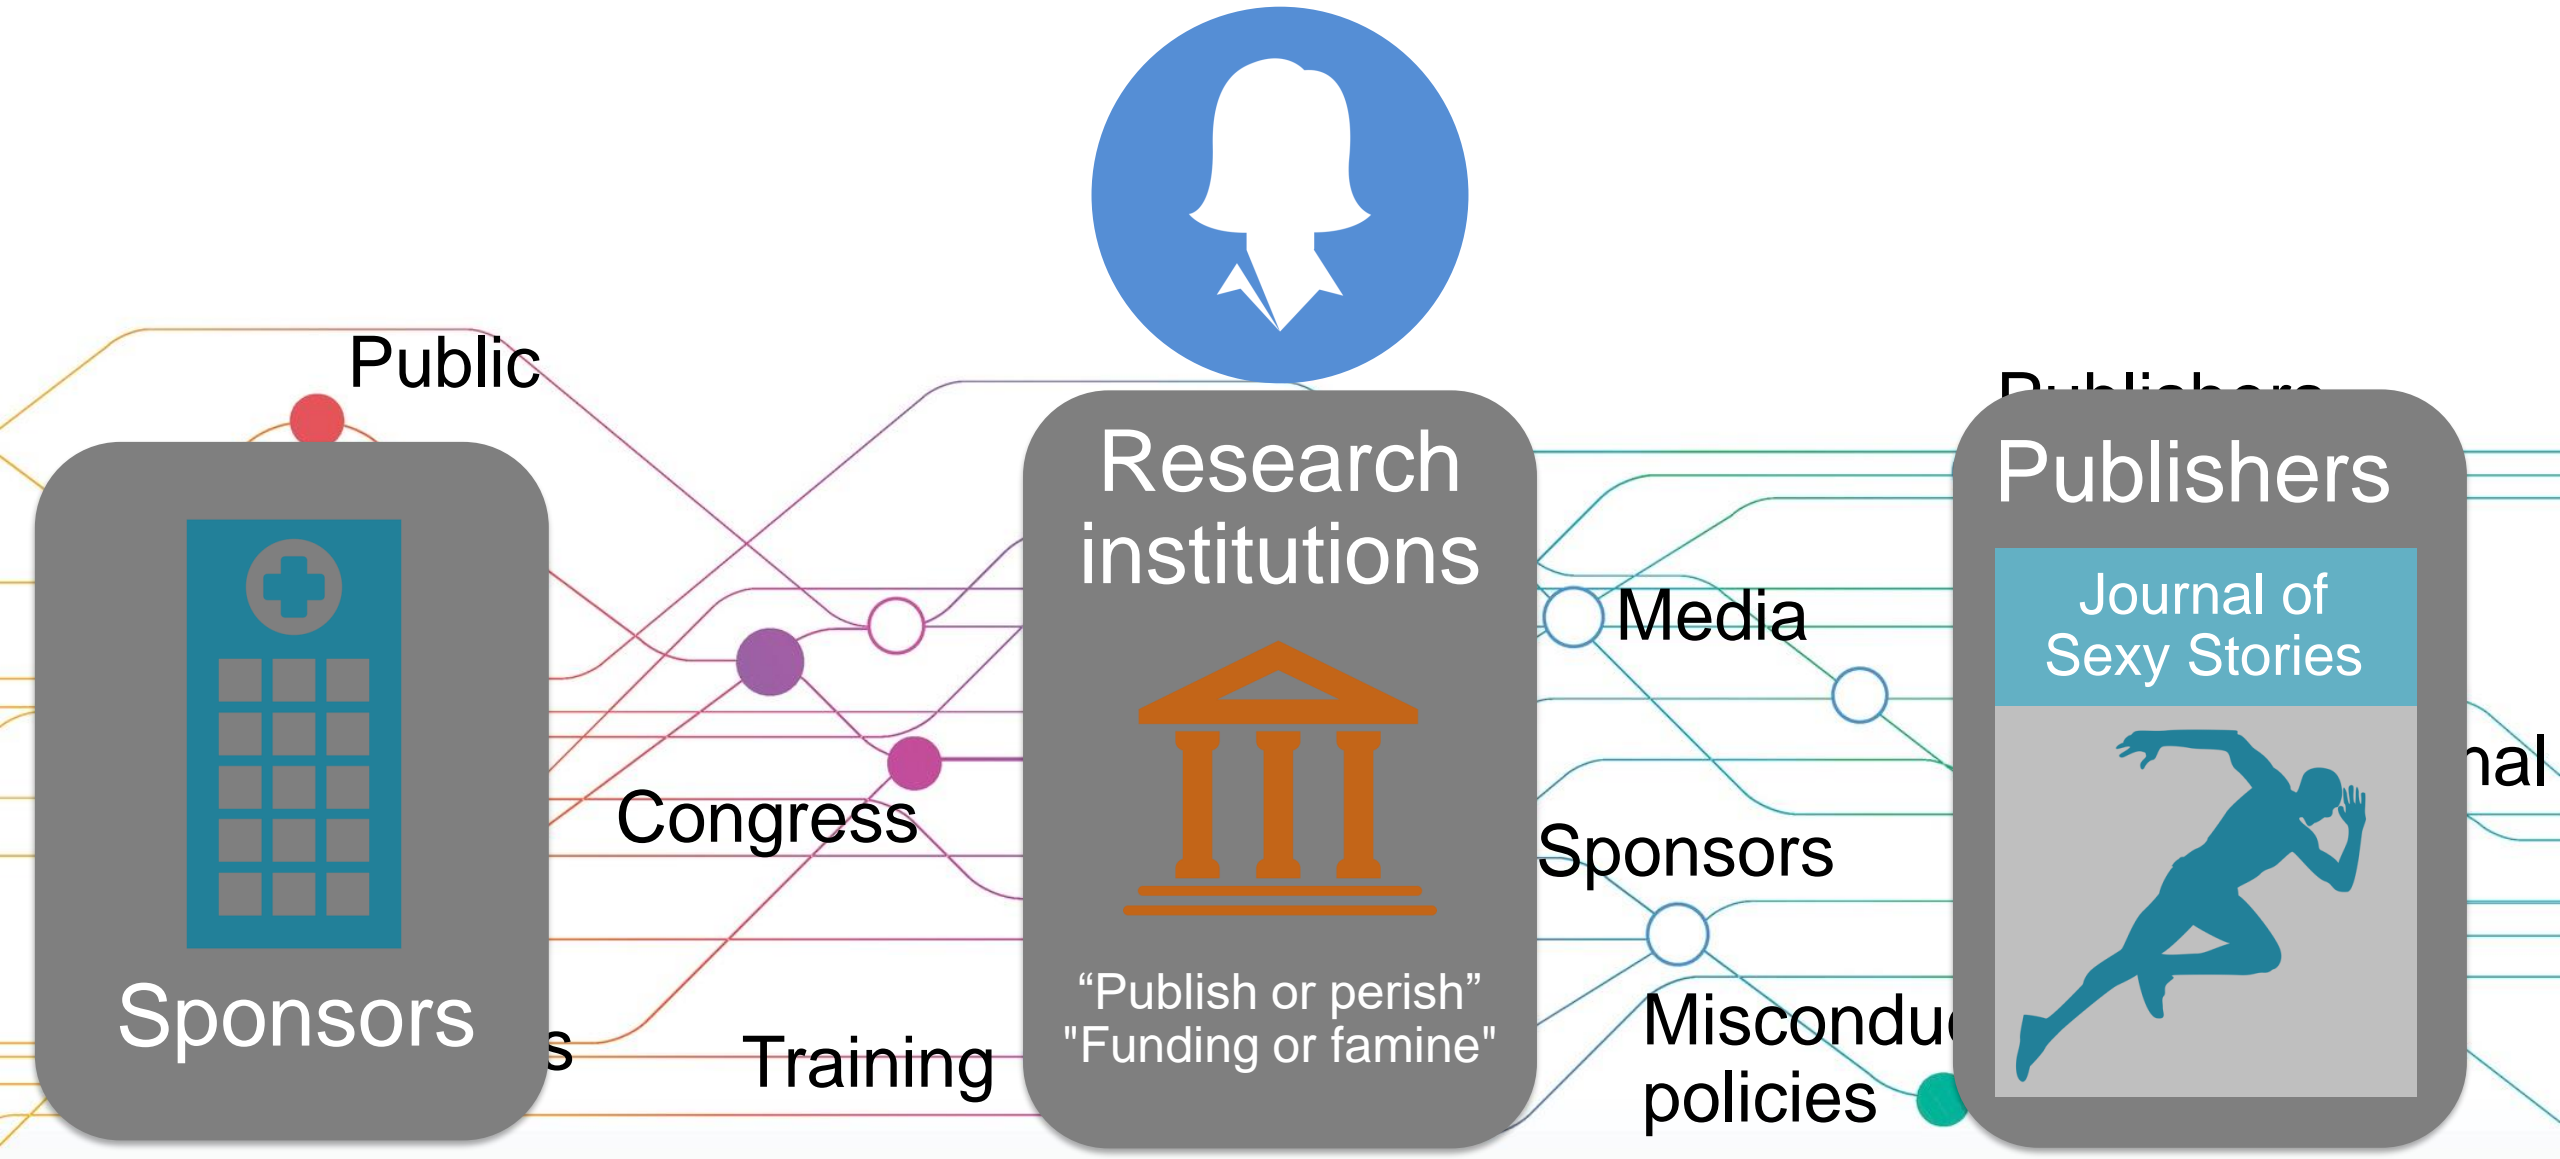 Public
Publishers
Research
institutions
Publishers
Journal of
Sexy Stories
Media
Congress
Sponsors
"Publish or perish"
"Funding or famine"
Sponsors
Training
policies